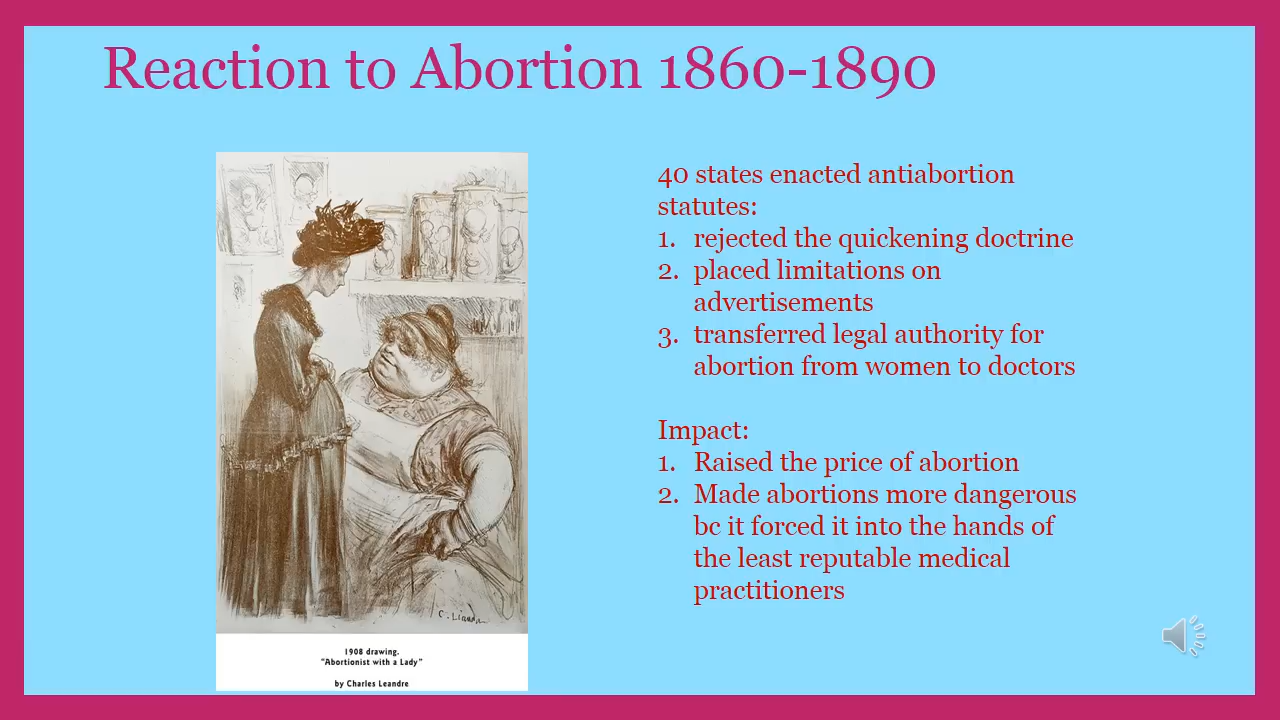 Reaction to Abortion 1860-1890
40 states enacted antiabortion
statutes:
1. rejected the quickening doctrine
2. placed limitations on
advertisements
3. transferred legal authority for
abortion from women to doctors
Impact:
1. Raised the price of abortion
2. Made abortions more dangerous
bc it forced it into the hands of
the least reputable medical
practitioners
1908 drawing.
"Abortionist with a Lady"
by Charles Leandre